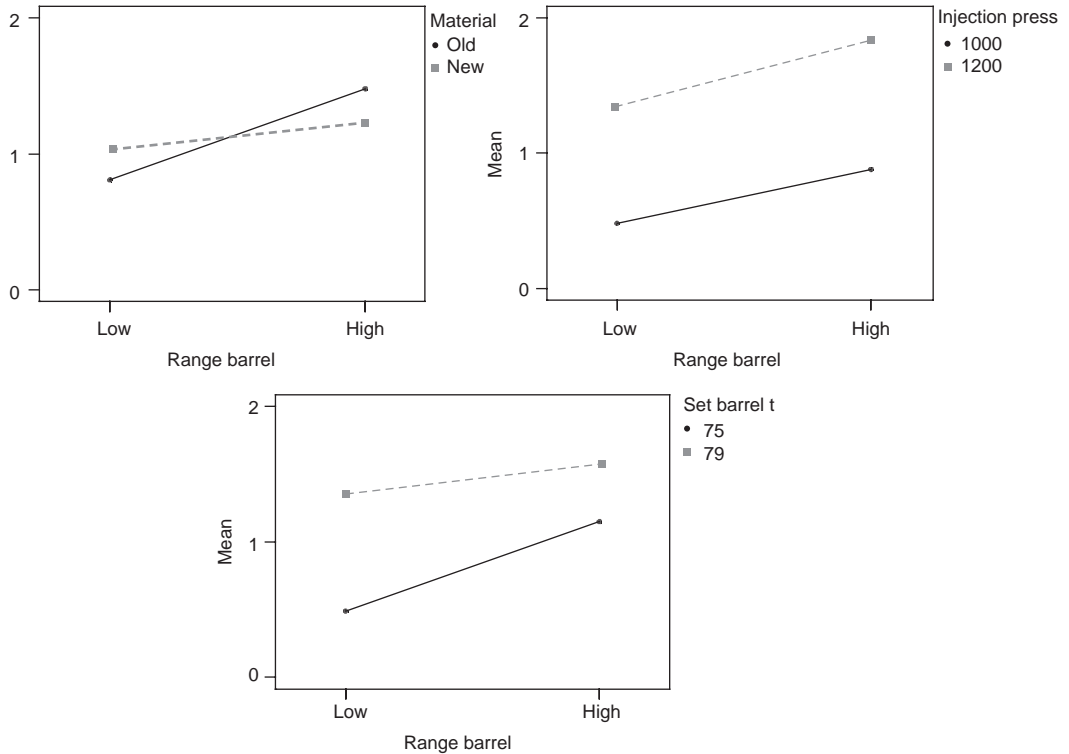 2
1
0
Low
High
Range barrel
Material
Old
New
Mean
2
1
0
Low
High
Range barrel
Injection press
1000
1200
Mean
2
1
0
Low
High
Range barrel
Set barrel t
75
79